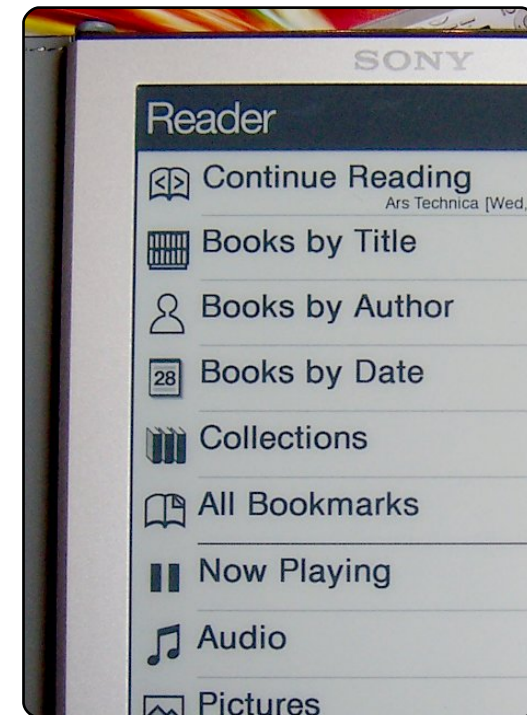 SONY
Reader
Continue Reading
Ars Technica [Wed,
Books by Title
Books by Author
28
Books by Date
Collections
All Bookmarks
Now Playing
Audio
Pictures